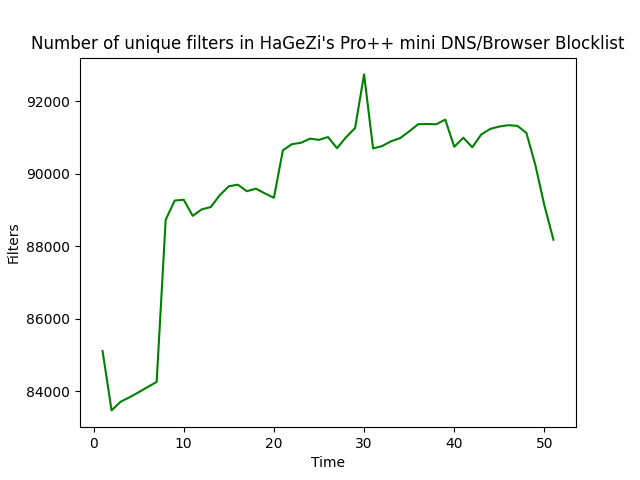 Number of unique filters in HaGeZi's Pro++ mini DNS/Browser Blocklist
92000
90000
88000
86000
84000
Filters
0 10 20 30 40 50
Time